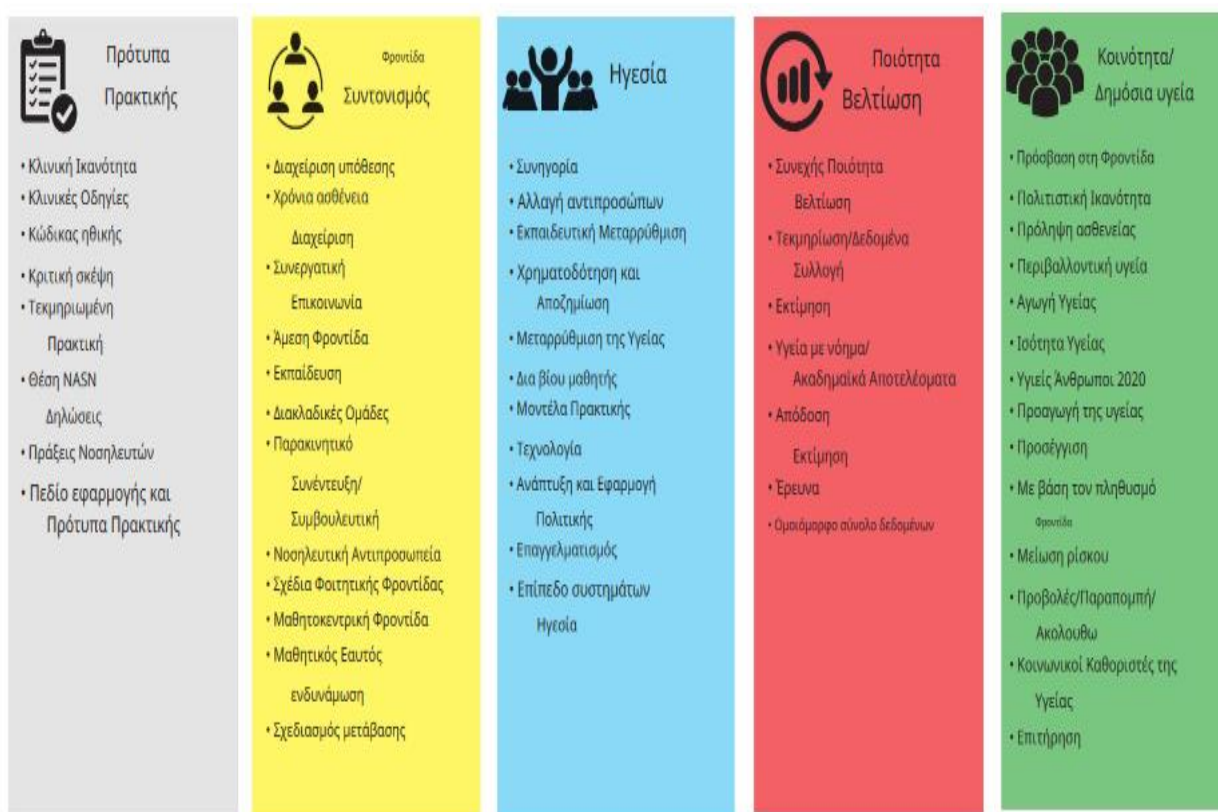 Πρότυπα
Πρακτικής
• Κλινική Ικανότητα
• Κλινικές Οδηγίες
• Κώδικας ηθικής
• Κριτική σκέψη
• Τεκμηριωμένη
Πρακτική
• Θέση NASN
Δηλώσεις
• Πράξεις Νοσηλευτών
• Πεδίο εφαρμογής και
Πρότυπα Πρακτικής
Φροντίδα
Συντονισμός
• Διαχείριση υπόθεσης
• Χρόνια ασθένεια
Διαχείριση
• Συνεργατική
Επικοινωνία
• Άμεση Φροντίδα
• Εκπαίδευση
• Διακλαδικές Ομάδες
• Παρακινητικό
Συνέντευξη/
Συμβουλευτική
• Νοσηλευτική Αντιπροσωπεία
• Σχέδια Φοιτητικής Φροντίδας
• Μαθητοκεντρική Φροντίδα
• Μαθητικός Εαυτός
ενδυνάμωση
• Σχεδιασμός μετάβασης
Ηγεσία
• Συνηγορία
• Αλλαγή αντιπροσώπων
• Εκπαιδευτική Μεταρρύθμιση
• Χρηματοδότηση και
Αποζημίωση
• Μεταρρύθμιση της Υγείας
• Δια βίου μαθητής
• Μοντέλα Πρακτικής
• Τεχνολογία
• Ανάπτυξη και Εφαρμογή
Πολιτικής
• Επαγγελματισμός
• Επίπεδο συστημάτων
Ηγεσία
Ποιότητα
Βελτίωση
• Συνεχής Ποιότητα
Βελτίωση
• Τεκμηρίωση/Δεδομένα
Συλλογή
• Εκτίμηση
• Υγεία με νόημα/
Ακαδημαϊκά Αποτελέσματα
• Απόδοση
Εκτίμηση
• Έρευνα
• Ομοιόμορφο σύνολο δεδομένων
Κοινότητα/
Δημόσια υγεία
• Πρόσβαση στη Φροντίδα
• Πολιτιστική Ικανότητα
• Πρόληψη ασθενείας
• Περιβαλλοντική υγεία
• Αγωγή Υγείας
• Ισότητα Υγείας
• Υγιείς Άνθρωποι 2020
• Προαγωγή της υγείας
• Προσέγγιση
• Με βάση τον πληθυσμό
Φροντίδα
• Μείωση ρίσκου
• Προβολές/Παραπομπή/
Ακολουθω
• Κοινωνικοί Καθοριστές της
Υγείας
• Επιτήρηση